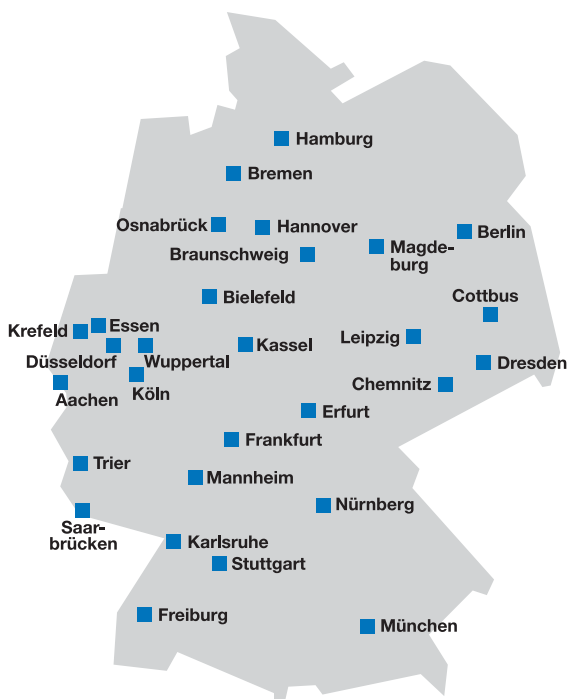 Hamburg
Bremen
Osnabrück
Hannover
Berlin
Braunschweig
Magde-
burg
Bielefeld
Cottbus
Krefeld
Essen
Kassel
Leipzig
Düsseldorf
Wuppertal
Dresden
Aachen
Köln
Chemnitz
Erfurt
Frankfurt
Trier
Mannheim
Nürnberg
Saar-
brücken
Karlsruhe
Stuttgart
Freiburg
München